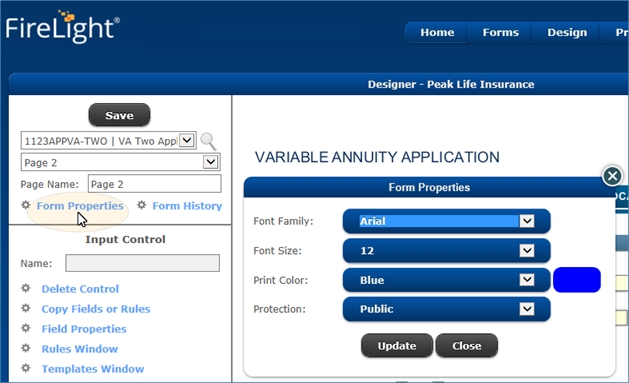 FireLight®
Home Forms Design
Designer - Peak Life Insurance
Save
1123APPVA-TWO | VA Two Appl
Page 2
Page Name: Page 2
Form Properties Form History
Input Control
Name:
Delete Control
Copy Fields or Rules
Field Properties
Rules Window
Templates Window
VARIABLE ANNUITY APPLICATION
Form Properties
Font Family: Arial
Font Size: 12
Print Color: Blue
Protection: Public
Update Close